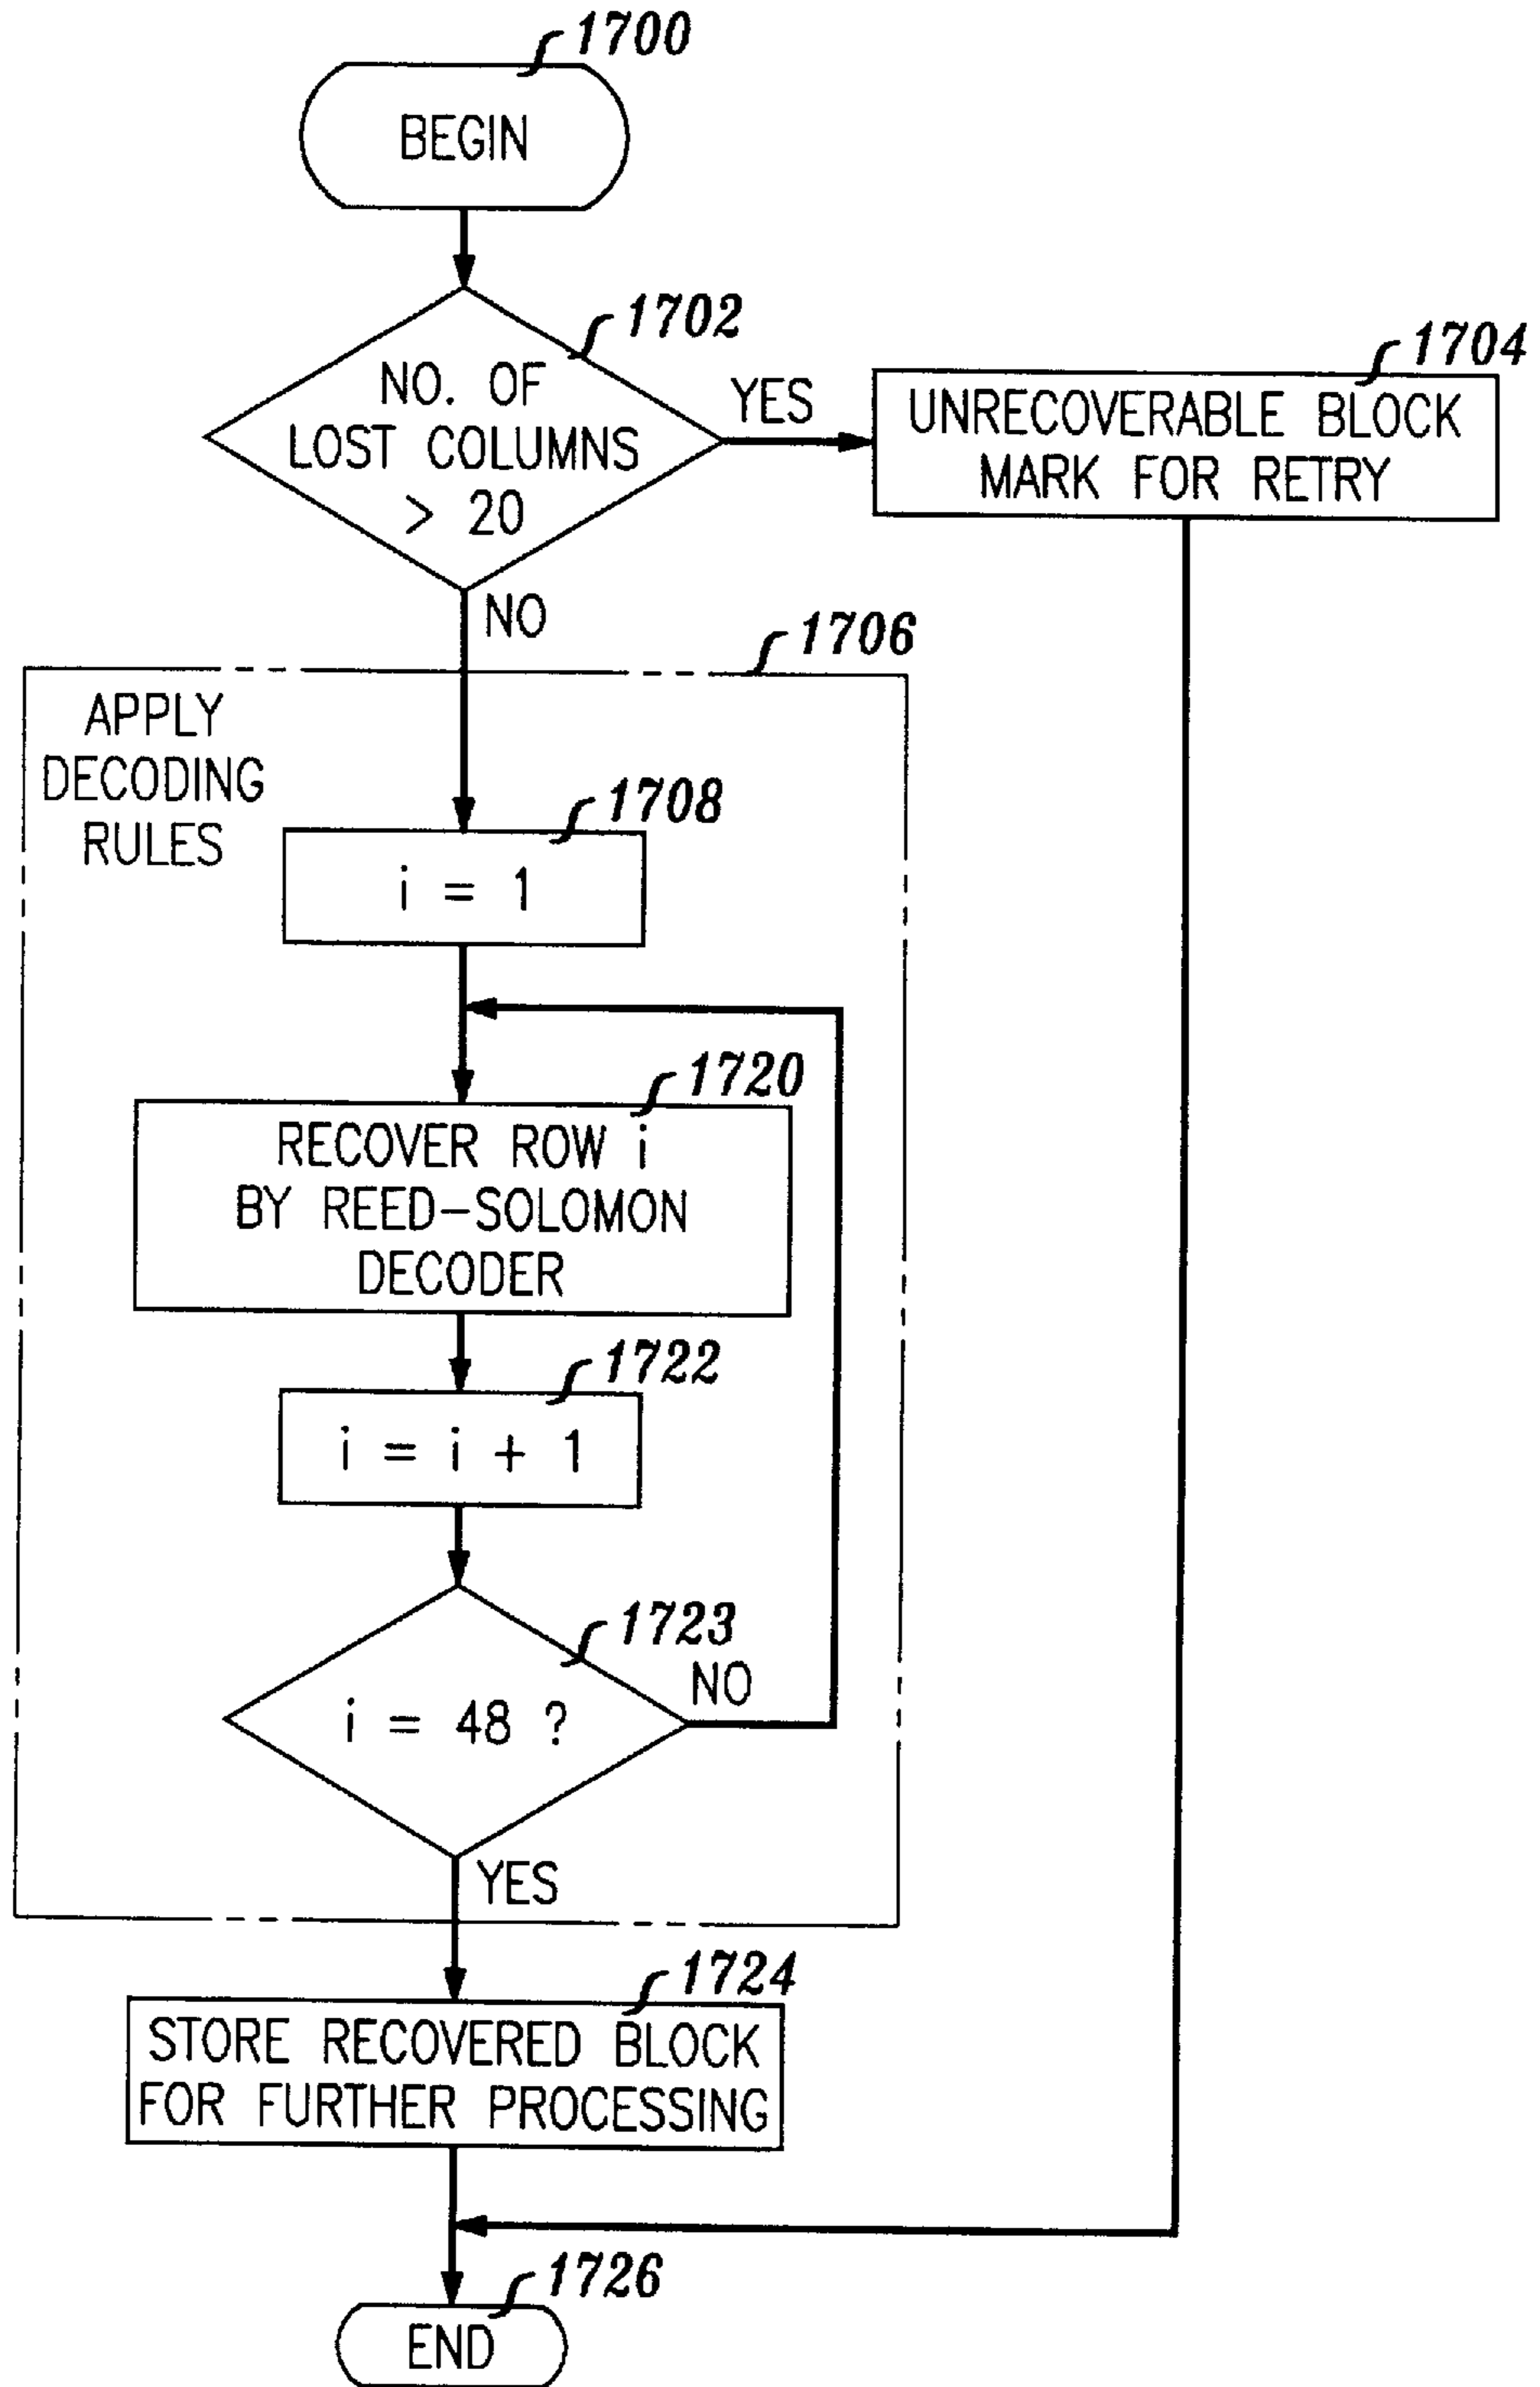 1700
BEGIN
1702
NO. OF
LOST COLUMNS
> 20
YES
1704
UNRECOVERABLE BLOCK
MARK FOR RETRY
NO
1706
APPLY
DECODING
RULES
1708
i = 1
1720
RECOVER ROW i
BY REED-SOLOMON
DECODER
1722
i = i + 1
1723
i = 48 ?
NO
YES
1724
STORE RECOVERED BLOCK
FOR FURTHER PROCESSING
1726
END